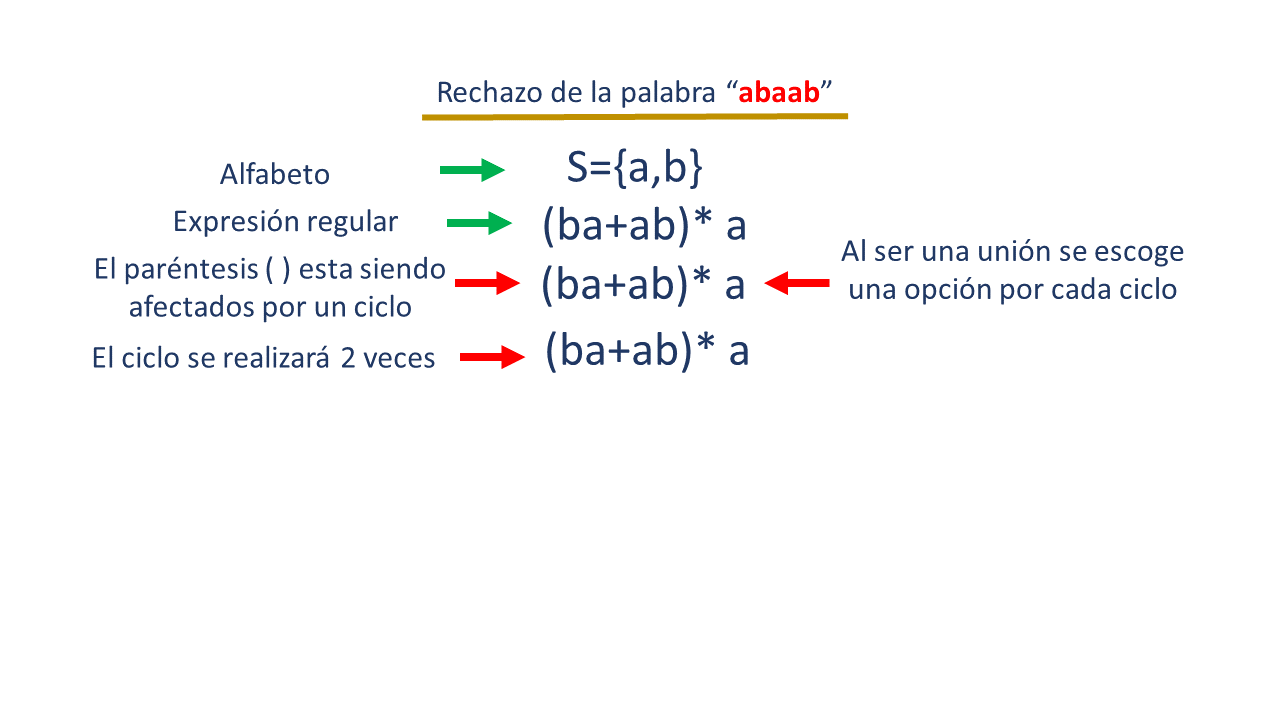 Rechazo de la palabra “abaab”
Alfabeto
S={a,b}
Expresión regular
(ba+ab)* a
El paréntesis ( ) esta siendo
afectados por un ciclo
(ba+ab)* a
Al ser una unión se escoge
una opción por cada ciclo
El ciclo se realizará 2 veces
(ba+ab)* a